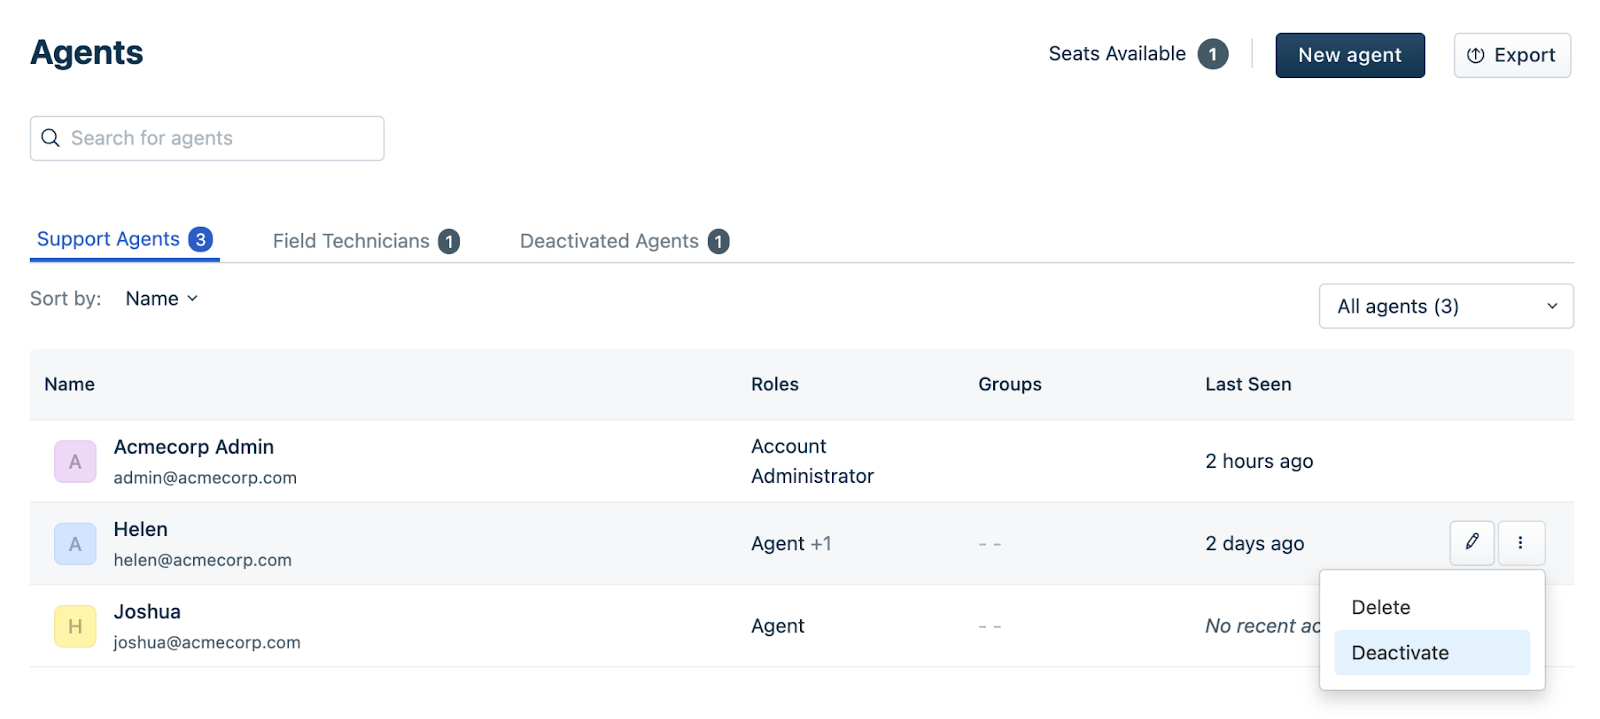 Agents
Seats Available 1
New agent
Export
Search for agents
Support Agents 3
Field Technicians 1
Deactivated Agents 1
Sort by: Name
All agents (3)
Name Roles Groups Last Seen
A
Acmecorp Admin
admin@acmecorp.com
Account
Administrator
2 hours ago
A
Helen
helen@acmecorp.com
Agent +1
- -
2 days ago
H
Joshua
joshua@acmecorp.com
Agent
- -
No recent ac
Delete
Deactivate